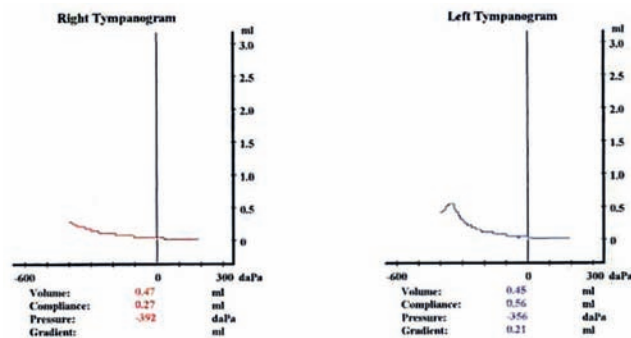 Right Tympanogram
ml
3.0
2.5
2.0
1.5
1.0
0.5
0
-600 0 300 daPa
Volume: 0.47 ml
Compliance: 0.27 ml
Pressure: -392 daPa
Gradient: ml
Left Tympanogram
ml
3.0
2.5
2.0
1.5
1.0
0.5
0
-600 0 300 daPa
Volume: 0.45 ml
Compliance: 0.56 ml
Pressure: -356 daPa
Gradient: 0.21 ml